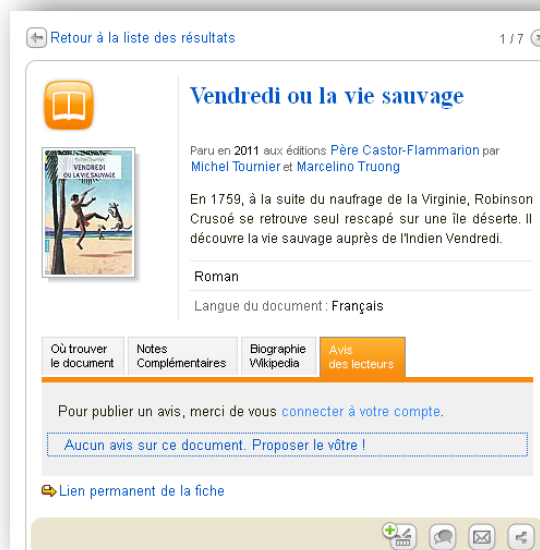 Retour à la liste des résultats
1 / 7
Vendredi ou la vie sauvage
Michel Tournier
VENDREDI
OU LA VIE SAUVAGE
Paru en 2011 aux éditions Père Castor-Flammarion par
Michel Tournier et Marcelino Truong
En 1759, à la suite du naufrage de la Virginie, Robinson
Crusoé se retrouve seul rescapé sur une île déserte. Il
découvre la vie sauvage auprès de l'Indien Vendredi.
Roman
Langue du document : Français
Où trouver
le document
Notes
Complémentaires
Biographie
Wikipedia
Avis
des lecteurs
Pour publier un avis, merci de vous connecter à votre compte.
Aucun avis sur ce document. Proposer le vôtre !
Lien permanent de la fiche